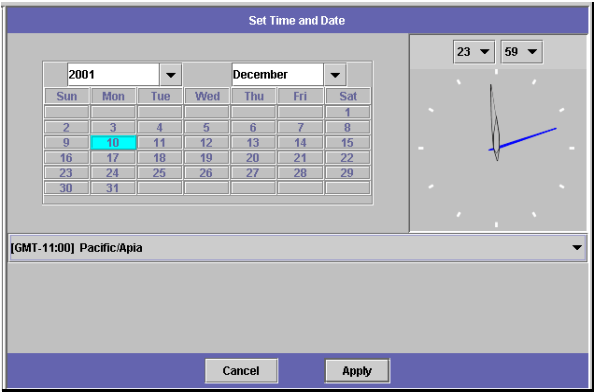 Set Time and Date
23 59
2001 December
Sun Mon Tue Wed Thu Fri Sat
1
2 3 4 5 6 7 8
9 10 11 12 13 14 15
16 17 18 19 20 21 22
23 24 25 26 27 28 29
30 31
[GMT-11:00] Pacific/Apia
Cancel Apply